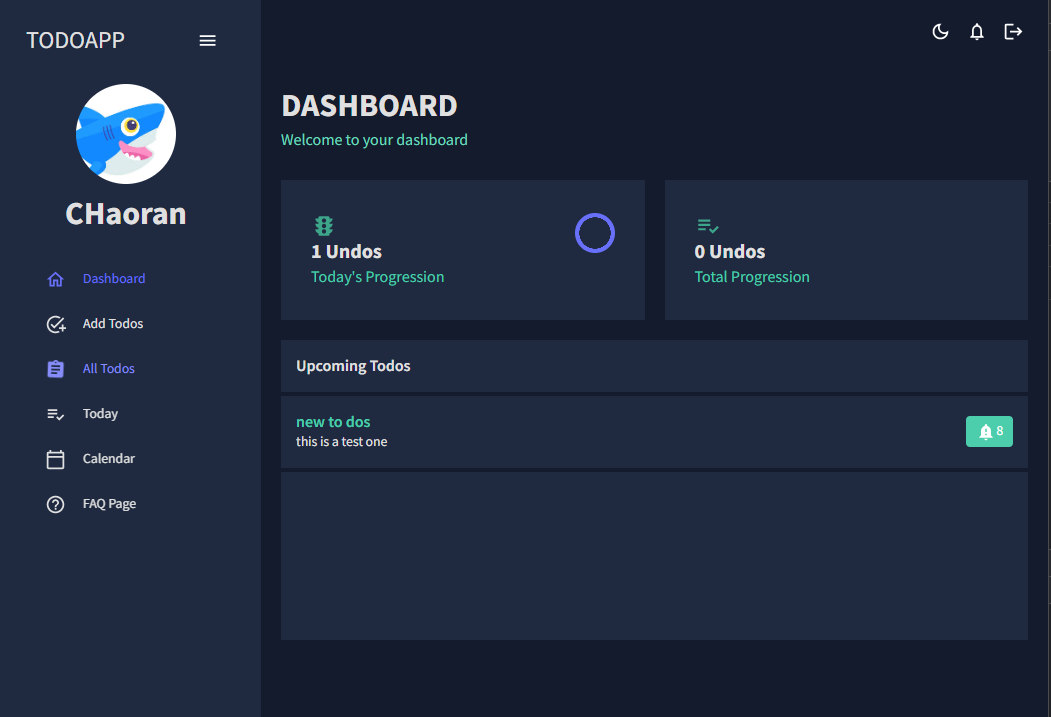 TODOAPP
CHaoran
Dashboard
Add Todos
All Todos
Today
Calendar
FAQ Page
DASHBOARD
Welcome to your dashboard
1 Undos
Today's Progression
0 Undos
Total Progression
Upcoming Todos
new to dos
this is a test one
8